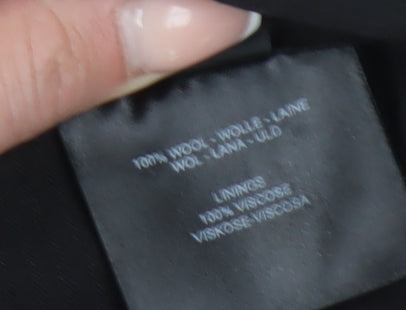 100% WOOL - WOLLE - LAINE
WOL - LANA - ULD
LININGS
100% VISCOSE
VISKOSE-VISCOSA